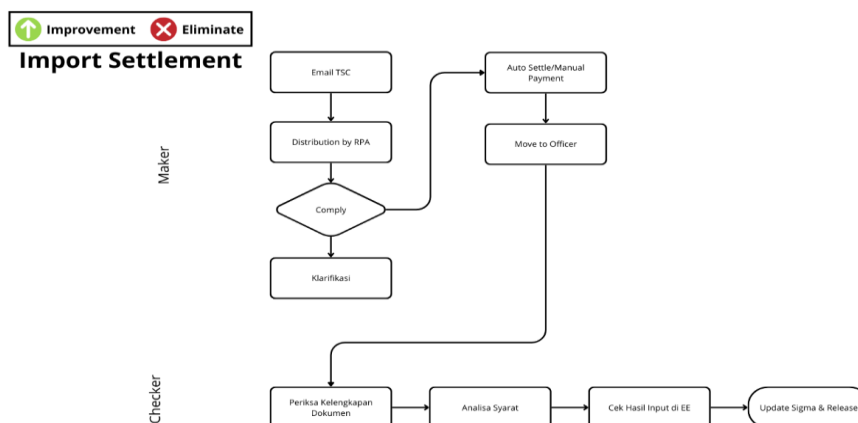 Improvement
Eliminate
Import Settlement
Email TSC
Auto Settle/Manual
Payment
Distribution by RPA
Move to Officer
Maker
Comply
Klarifikasi
Checker
Periksa Kelengkapan
Dokumen
Analisa Syarat
Cek Hasil Input di EE
Update Sigma & Release